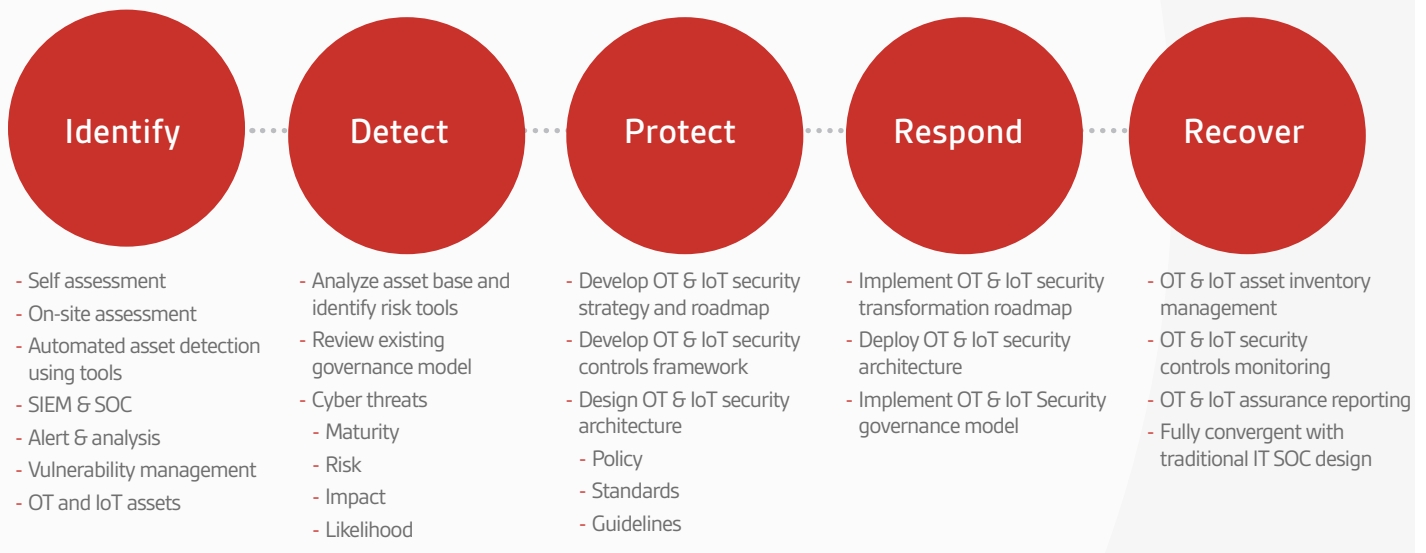 Identify
Detect
Protect
Respond
Recover
- Self assessment
- On-site assessment
- Automated asset detection
using tools
- SIEM & SOC
- Alert & analysis
- Vulnerability management
- OT and IoT assets
- Analyze asset base and
identify risk tools
- Review existing
governance model
- Cyber threats
- Maturity
- Risk
- Impact
- Likelihood
- Develop OT & IoT security
strategy and roadmap
- Develop OT & IoT security
controls framework
- Design OT & IoT security
architecture
- Policy
- Standards
- Guidelines
- Implement OT & IoT security
transformation roadmap
- Deploy OT & IoT security
architecture
- Implement OT & IoT Security
governance model
- OT & IoT asset inventory
management
- OT & IoT security
controls monitoring
- OT & IoT assurance reporting
- Fully convergent with
traditional IT SOC design